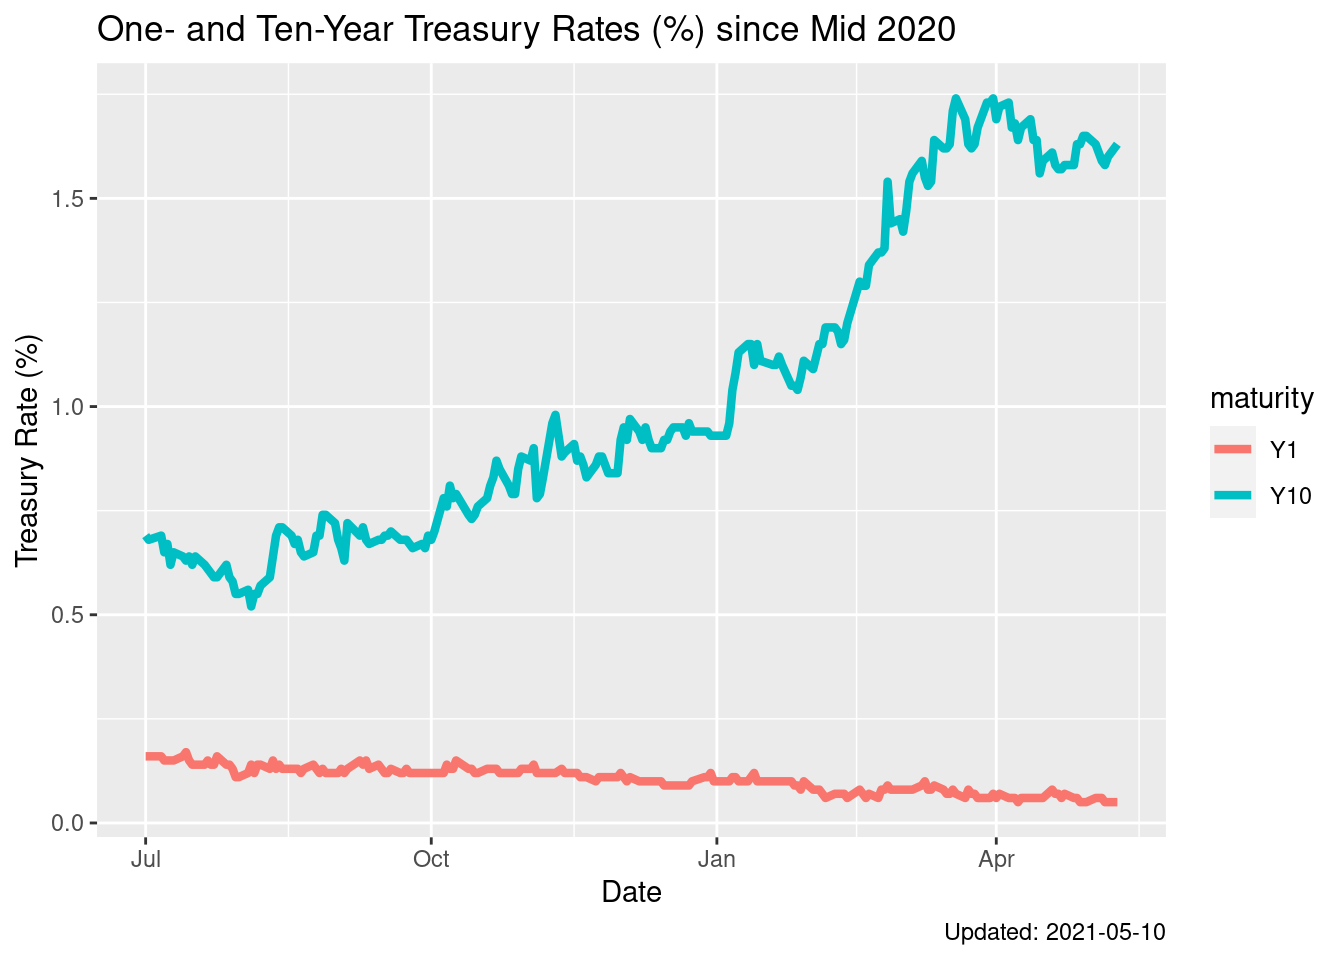 One- and Ten-Year Treasury Rates (%) since Mid 2020
Treasury Rate (%)
1.5
1.0
0.5
0.0
Jul Oct Jan Apr
Date
maturity
Y1
Y10
Updated: 2021-05-10